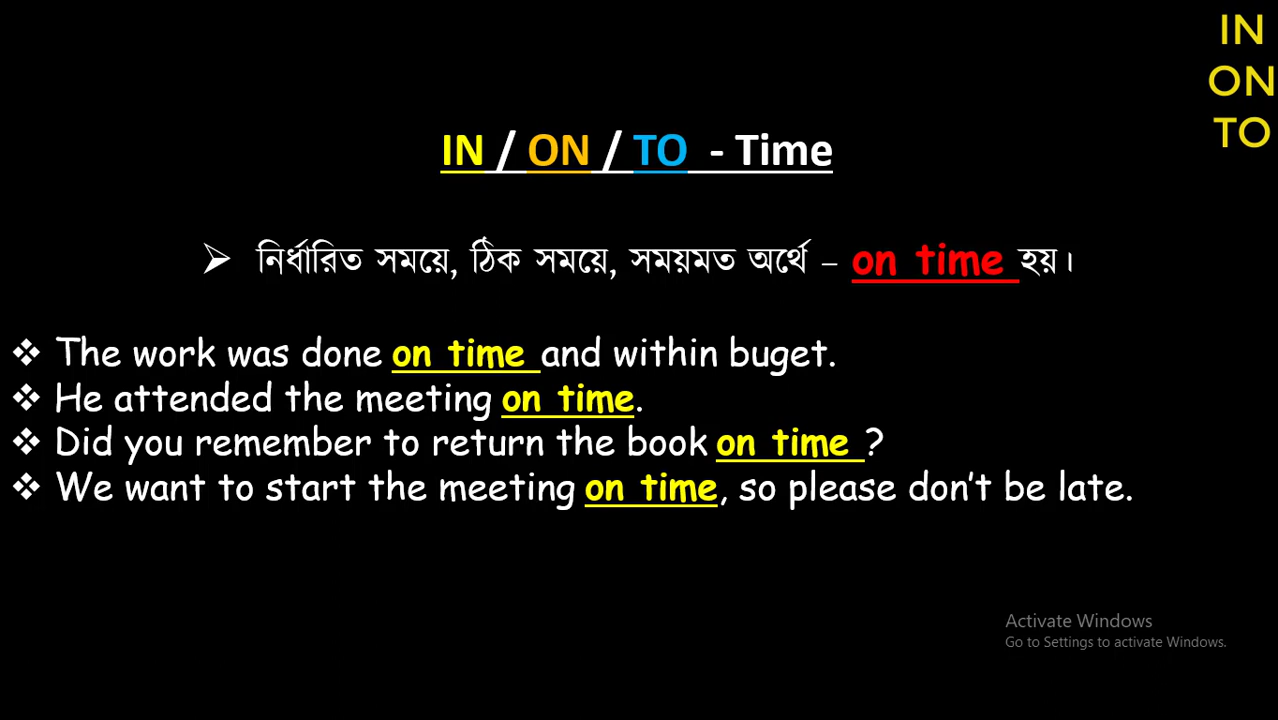 IN
ON
TO
IN / ON / TO - Time
➢ নির্ধারিত সময়ে, ঠিক সময়ে, সময়মত অর্থে – on time হয়।
❖ The work was done on time and within buget.
❖ He attended the meeting on time.
❖ Did you remember to return the book on time ?
❖ We want to start the meeting on time, so please don’t be late.
Activate Windows
Go to Settings to activate Windows.